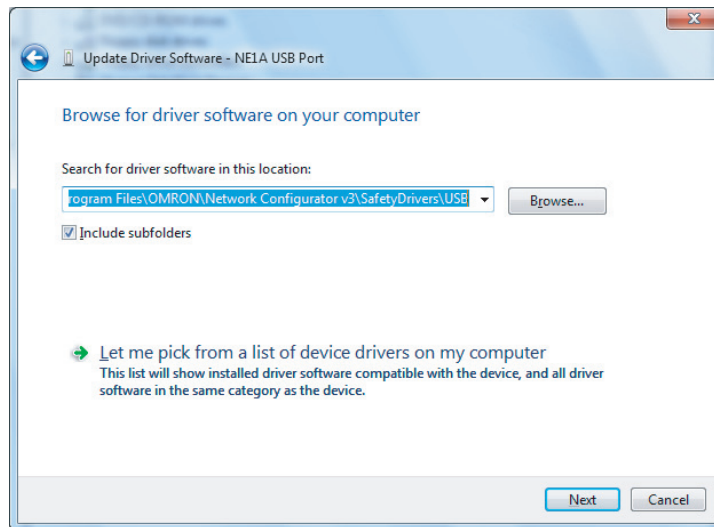 Update Driver Software - NE1A USB Port
Browse for driver software on your computer
Search for driver software in this location:
rogram Files\OMRON\Network Configurator v3\SafetyDrivers\USB
Browse...
Include subfolders
Let me pick from a list of device drivers on my computer
This list will show installed driver software compatible with the device, and all driver
software in the same category as the device.
Next
Cancel